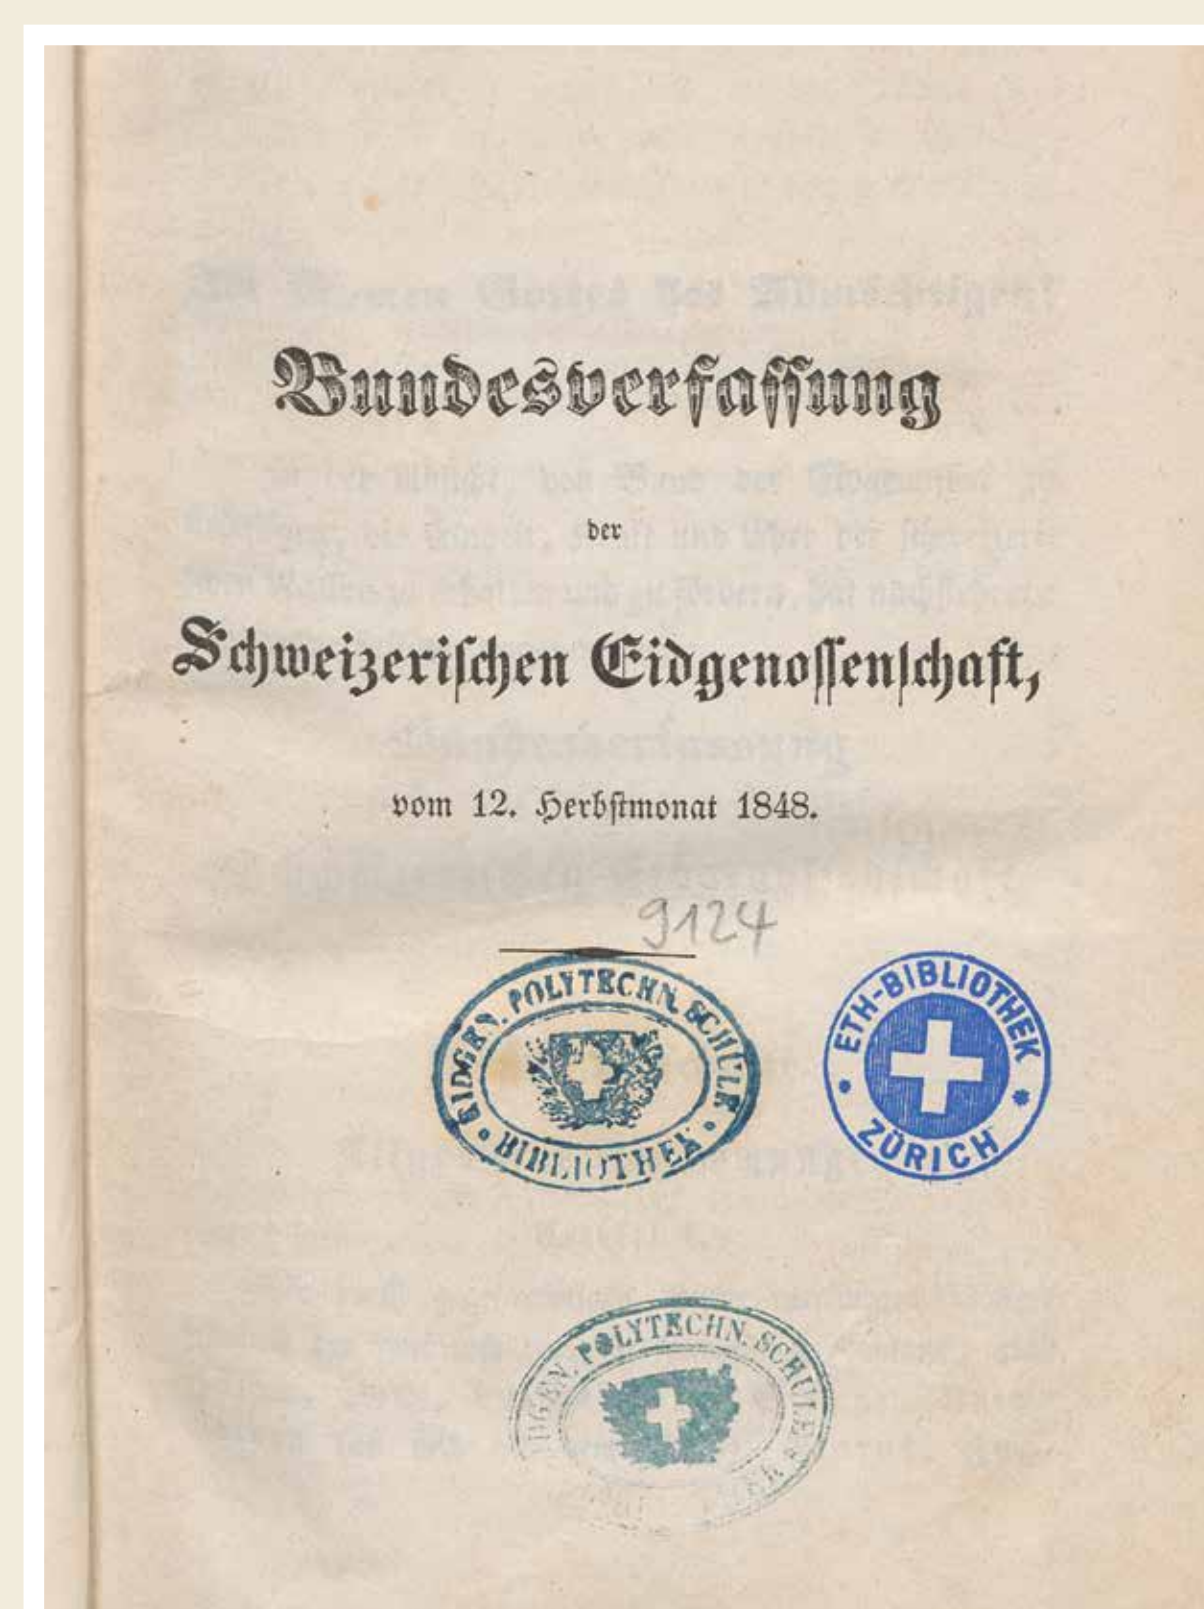 Bundesverfassung
der
Schweizerischen Eidgenossenschaft,
vom 12. Herbstmonat 1848.
9124
EIDGEN. POLYTECHN. SCHULE
• BIBLIOTHEK •
ETH-BIBLIOTHEK
* ZÜRICH *
EIDGEN. POLYTECHN. SCHULE